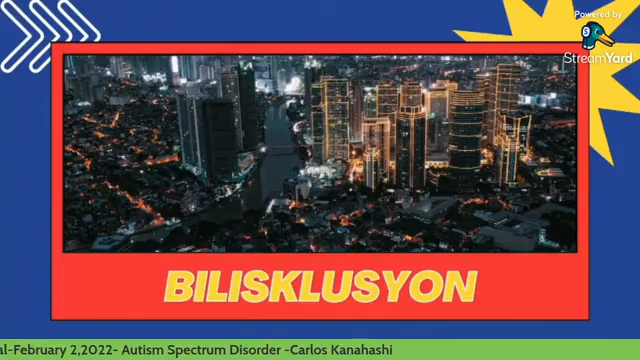 Powered by
StreamYard
BILISKLUSYON
al-February 2,2022- Autism Spectrum Disorder -Carlos Kanahashi